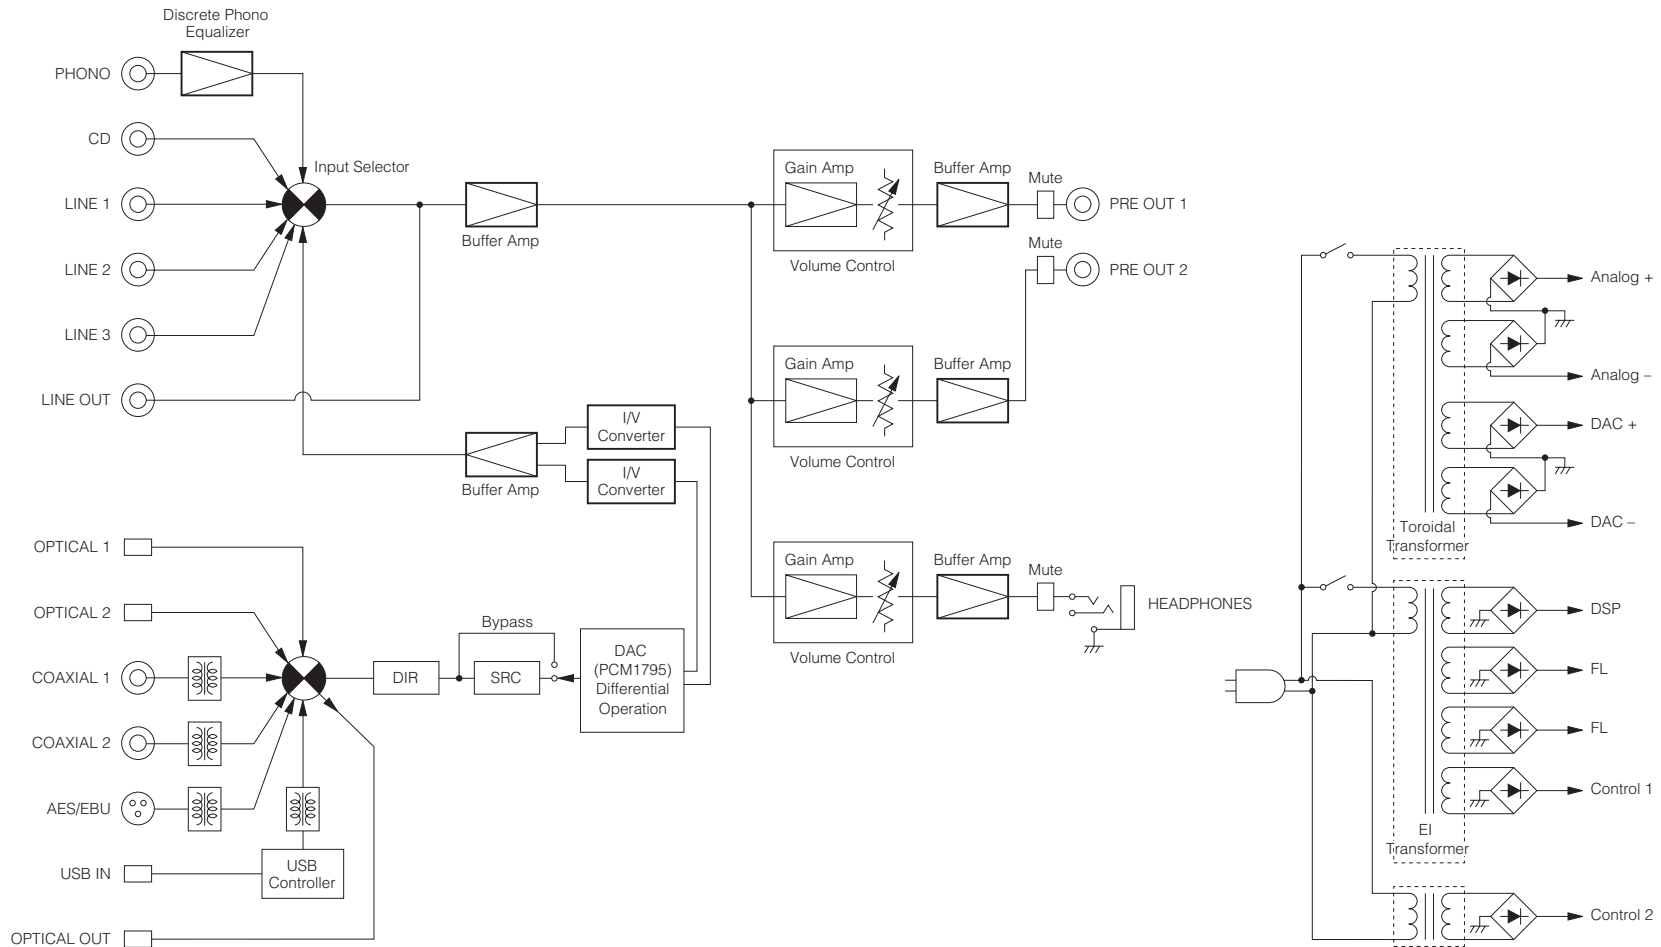 Discrete Phono
Equalizer
PHONO
CD
Input Selector
LINE 1
LINE 2
LINE 3
LINE OUT
Buffer Amp
Buffer Amp
I/V
Converter
I/V
Converter
OPTICAL 1
OPTICAL 2
COAXIAL 1
COAXIAL 2
AES/EBU
USB IN
USB
Controller
OPTICAL OUT
DIR
Bypass
SRC
DAC
(PCM1795)
Differential
Operation
Gain Amp
Volume Control
Buffer Amp
Mute
PRE OUT 1
Mute
PRE OUT 2
Gain Amp
Volume Control
Buffer Amp
Gain Amp
Volume Control
Buffer Amp
Mute
HEADPHONES
Analog +
Analog –
DAC +
DAC –
Toroidal
Transformer
DSP
FL
FL
Control 1
EI
Transformer
Control 2